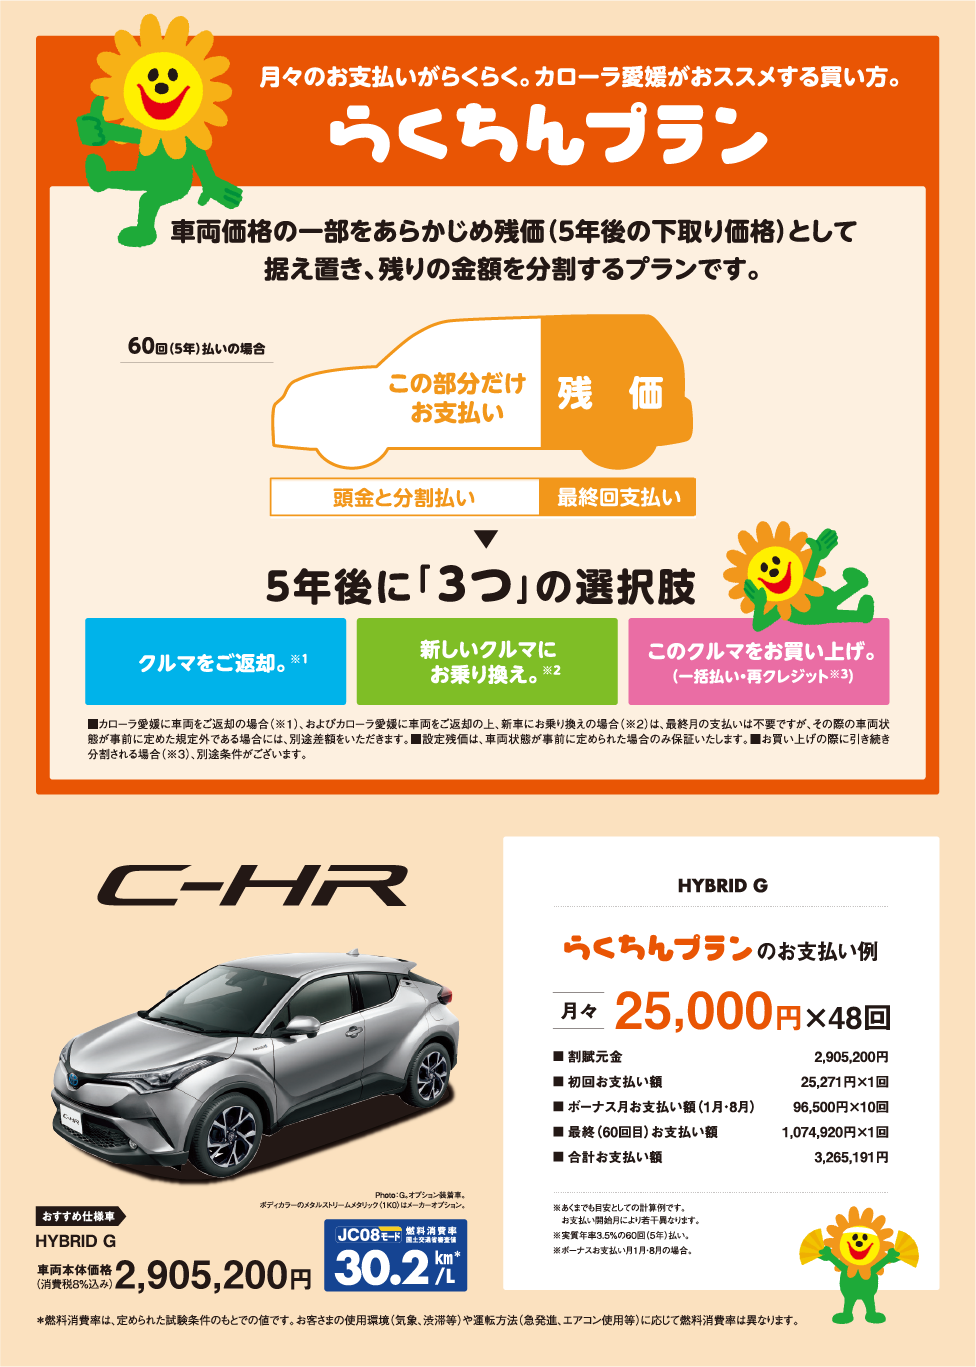 月々のお支払いがらくらく。カローラ愛媛がおススメする買い方。
らくちんプラン
車両価格の一部をあらかじめ残価(5年後の下取り価格)として
据え置き、残りの金額を分割するプランです。
60回(5年)払いの場合
この部分だけ
お支払い
残 価
頭金と分割払い
最終回支払い
▼
5年後に「3つ」の選択肢
クルマをご返却。※1
新しいクルマに
お乗り換え。※2
このクルマをお買い上げ。
(一括払い・再クレジット※3)
■カローラ愛媛に車両をご返却の場合(※1)、およびカローラ愛媛に車両をご返却の上、新車にお乗り換えの場合(※2)は、最終月の支払いは不要ですが、その際の車両状
態が事前に定めた規定外である場合には、別途差額をいただきます。■設定残価は、車両状態が事前に定められた場合のみ保証いたします。■お買い上げの際に引き続き
分割される場合(※3)、別途条件がございます。
C-HR
C-HR
Photo:G。オプション装着車。
ボディカラーのメタルストリームメタリック〈1K0〉はメーカーオプション。
おすすめ仕様車
HYBRID G
車両本体価格
(消費税8%込み)
2,905,200円
JC08モード
燃料消費率
国土交通省審査値
30.2km/L*
HYBRID G
らくちんプランのお支払い例
月々 25,000円×48回
■ 割賦元金 2,905,200円
■ 初回お支払い額 25,271円×1回
■ ボーナス月お支払い額(1月・8月) 96,500円×10回
■ 最終(60回目)お支払い額 1,074,920円×1回
■ 合計お支払い額 3,265,191円
※あくまでも目安としての計算例です。
お支払い開始月により若干異なります。
※実質年率3.5%の60回(5年)払い。
※ボーナスお支払い月1月・8月の場合。
*燃料消費率は、定められた試験条件のもとでの値です。お客さまの使用環境(気象、渋滞等)や運転方法(急発進、エアコン使用等)に応じて燃料消費率は異なります。